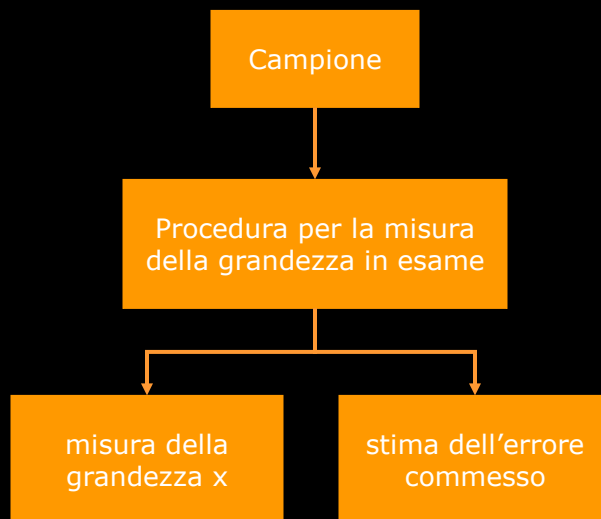 Campione
Procedura per la misura
della grandezza in esame
misura della
grandezza x
stima dell’errore
commesso